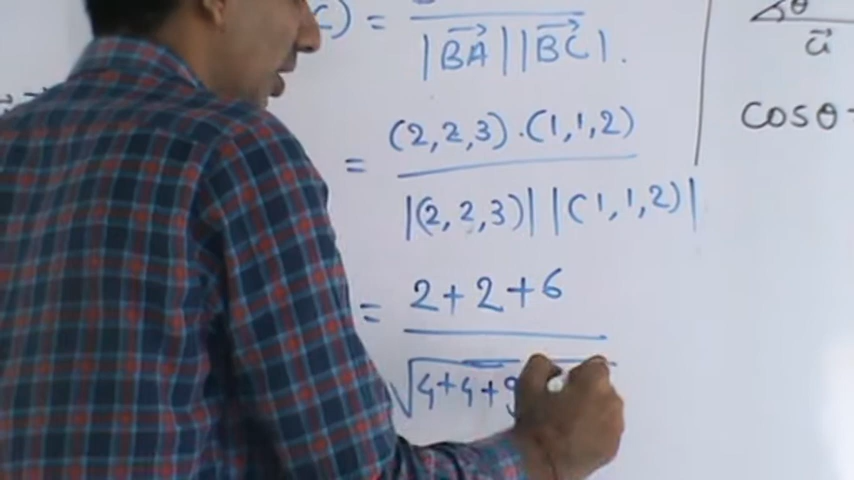 C) =
|BA||BC|.
= (2,2,3).(1,1,2)
|(2,2,3)| |(1,1,2)|
= 2+2+6
√4+4+9
θ
a
cosθ